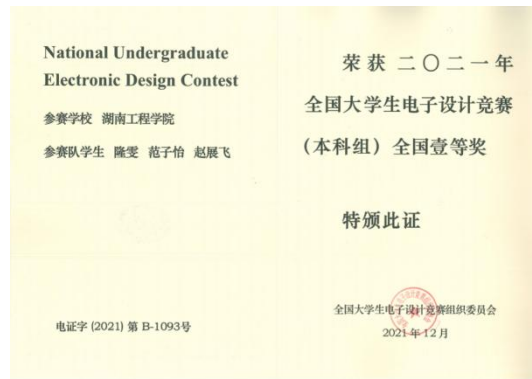 National Undergraduate
Electronic Design Contest
参赛学校 湖南工程学院
参赛队学生 隆雯 范子怡 赵展飞
电证字 (2021) 第 B-1093号
荣获 二〇二一年
全国大学生电子设计竞赛
(本科组) 全国壹等奖
特颁此证
全国大学生电子设计竞赛组织委员会
2021年12月